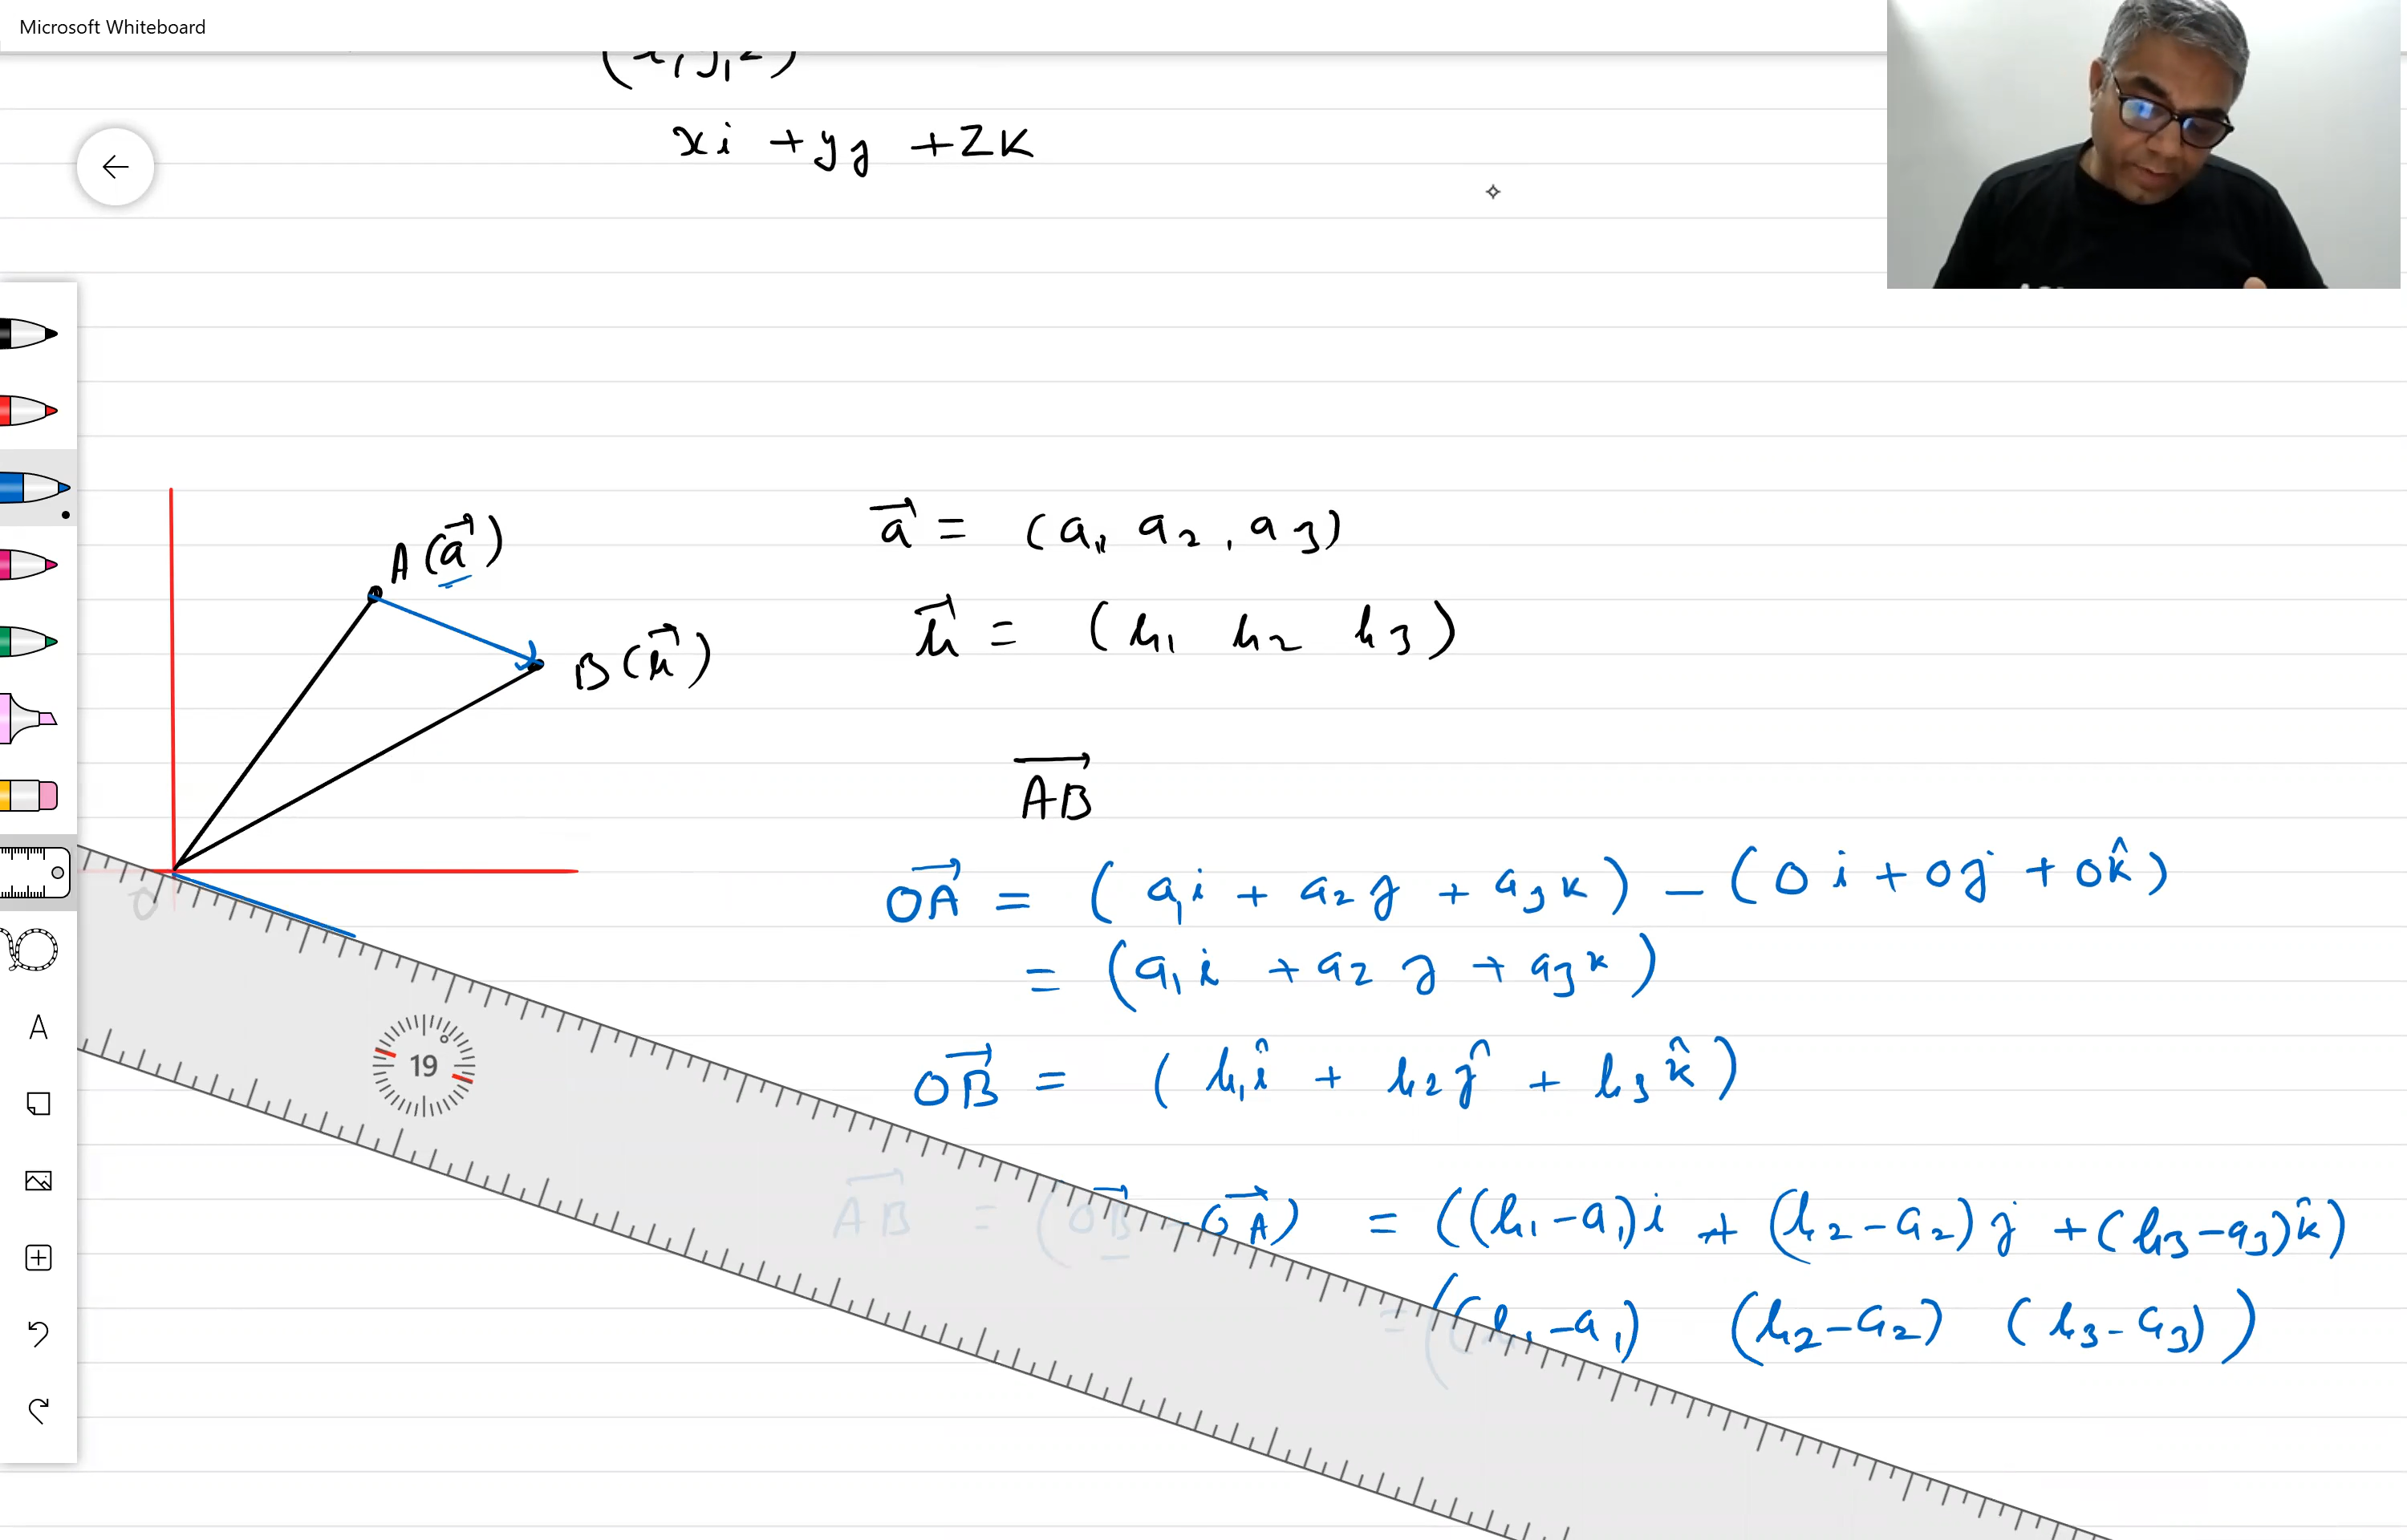 Microsoft Whiteboard
xi + yj + zk
A(a⃗)
B(b⃗)
a⃗ = (a₁, a₂, a₃)
b⃗ = (b₁ b₂ b₃)
A
AB⃗
OA⃗ = (a₁i + a₂j + a₃k) − (0i + 0j + 0k̂)
= (a₁i + a₂j + a₃k)
O
OB⃗ = (b₁î + b₂ĵ + b₃k̂)
19°
AB⃗ = (OB⃗ − OA⃗) = ((b₁−a₁)i + (b₂−a₂)j + (b₃−a₃)k̂)
= ((b₁−a₁) (b₂−a₂) (b₃−a₃))